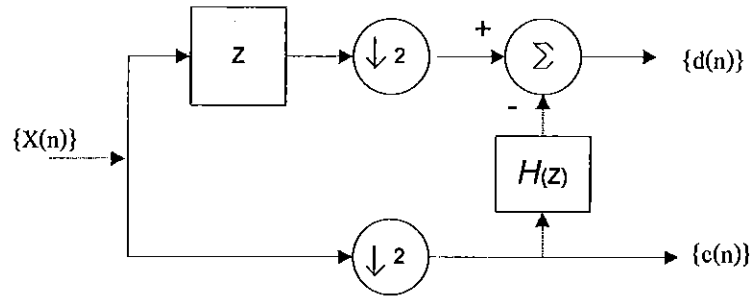 z
↓ 2
+
Σ
{d(n)}
-
{X(n)}
H(z)
↓ 2
{c(n)}